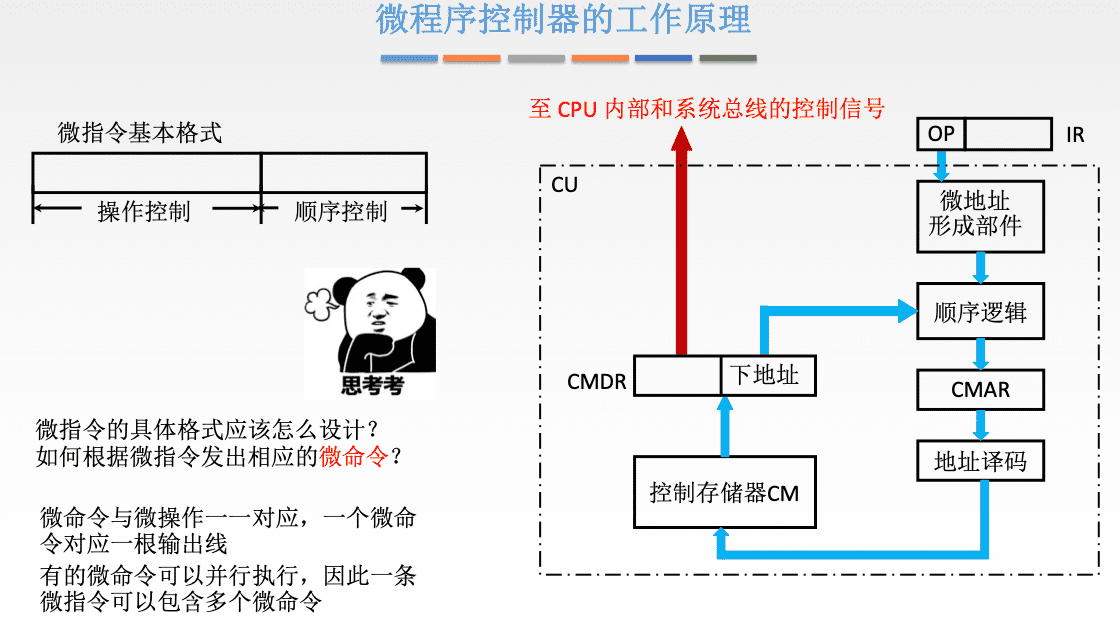 微程序控制器的工作原理
微指令基本格式
操作控制
顺序控制
思考考
微指令的具体格式应该怎么设计？
如何根据微指令发出相应的微命令？
微命令与微操作一一对应，一个微命
令对应一根输出线
有的微命令可以并行执行，因此一条
微指令可以包含多个微命令
至 CPU 内部和系统总线的控制信号
OP
IR
CU
微地址
形成部件
顺序逻辑
CMDR
下地址
CMAR
地址译码
控制存储器CM